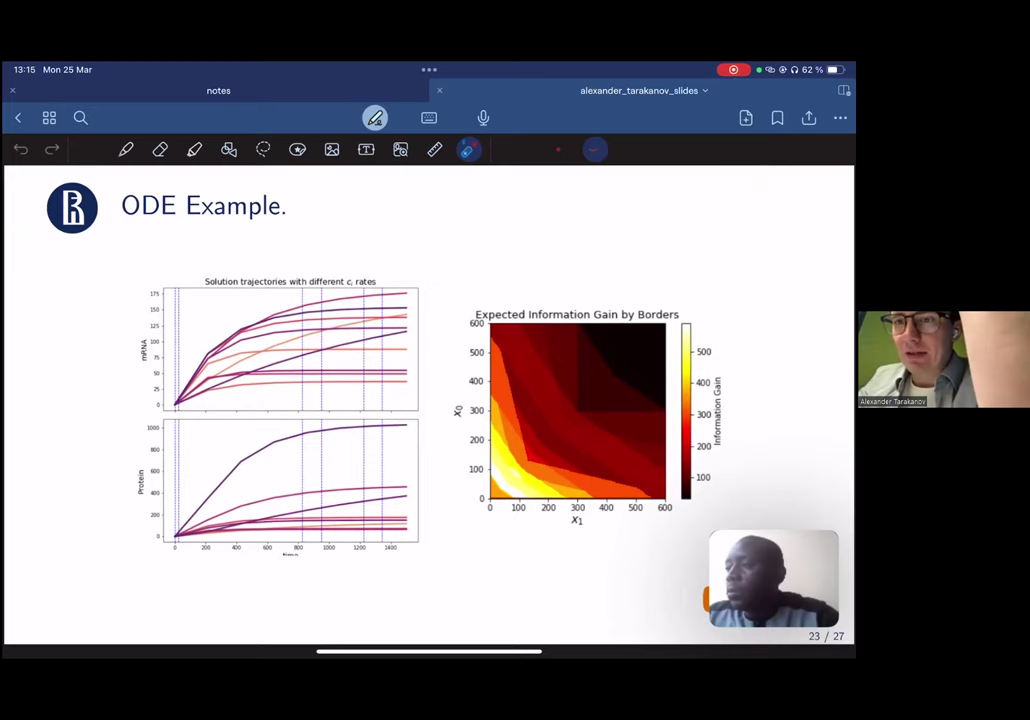 13:15 Mon 25 Mar
62 %
notes
alexander_tarakanov_slides
ODE Example.
Solution trajectories with different cᵢ rates
175
150
125
100
75
50
25
0
mRNA
1000
800
600
400
200
0
Protein
0 200 400 600 800 1000 1200 1400
time
Expected Information Gain by Borders
600
500
400
300
200
100
0
x₀
0 100 200 300 400 500 600
x₁
500
400
300
200
100
Information Gain
Alexander Tarakanov
23 / 27